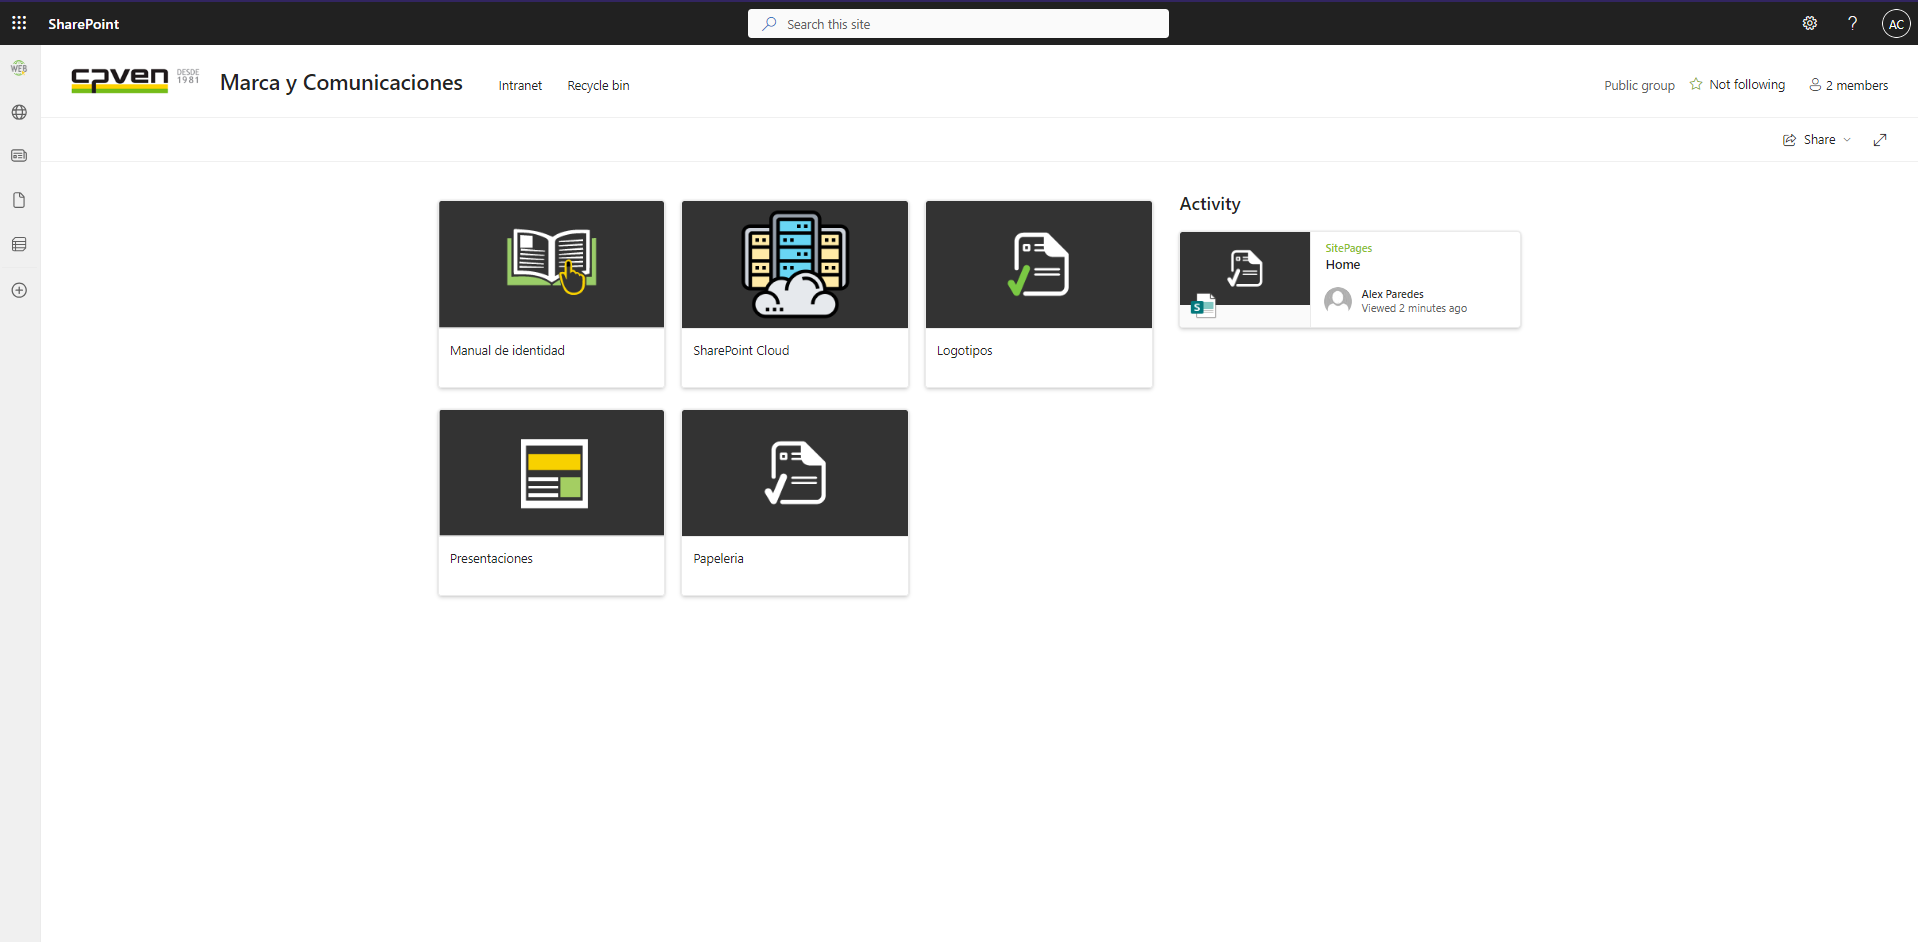 SharePoint
Search this site
?
AC
WEB
cpven DESDE 1981
Marca y Comunicaciones
Intranet
Recycle bin
Public group
Not following
2 members
Share
Manual de identidad
SharePoint Cloud
Logotipos
Presentaciones
Papeleria
Activity
S
SitePages
Home
Alex Paredes
Viewed 2 minutes ago